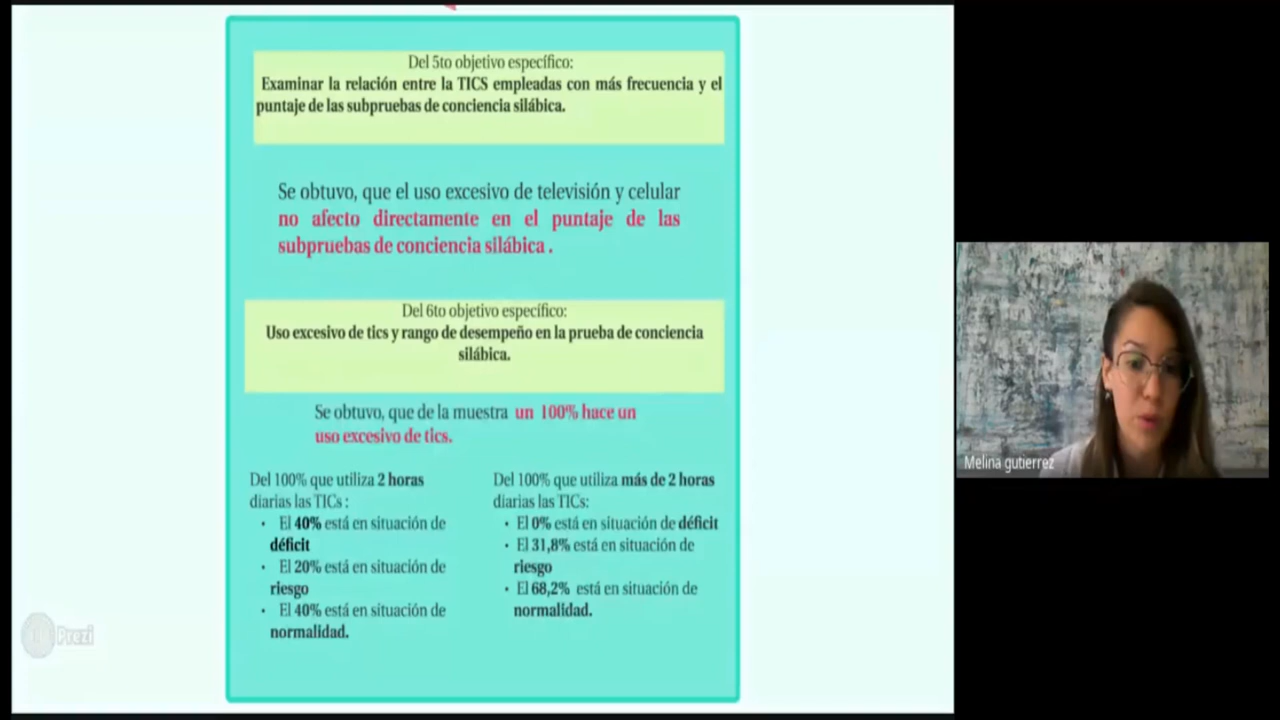 Del 5to objetivo específico:
Examinar la relación entre la TICS empleadas con más frecuencia y el
puntaje de las subpruebas de conciencia silábica.
Se obtuvo, que el uso excesivo de televisión y celular
no afecto directamente en el puntaje de las
subpruebas de conciencia silábica .
Del 6to objetivo específico:
Uso excesivo de tics y rango de desempeño en la prueba de conciencia
silábica.
Se obtuvo, que de la muestra un 100% hace un
uso excesivo de tics.
Del 100% que utiliza 2 horas
diarias las TICs :
• El 40% está en situación de
déficit
• El 20% está en situación de
riesgo
• El 40% está en situación de
normalidad.
Del 100% que utiliza más de 2 horas
diarias las TICs:
• El 0% está en situación de déficit
• El 31,8% está en situación de
riesgo
• El 68,2% está en situación de
normalidad.
Prezi
Melina gutierrez